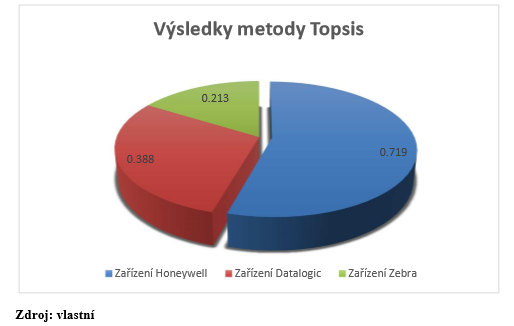 Výsledky metody Topsis
0.213
0.719
0.388
Zařízení Honeywell Zařízení Datalogic Zařízení Zebra
Zdroj: vlastní